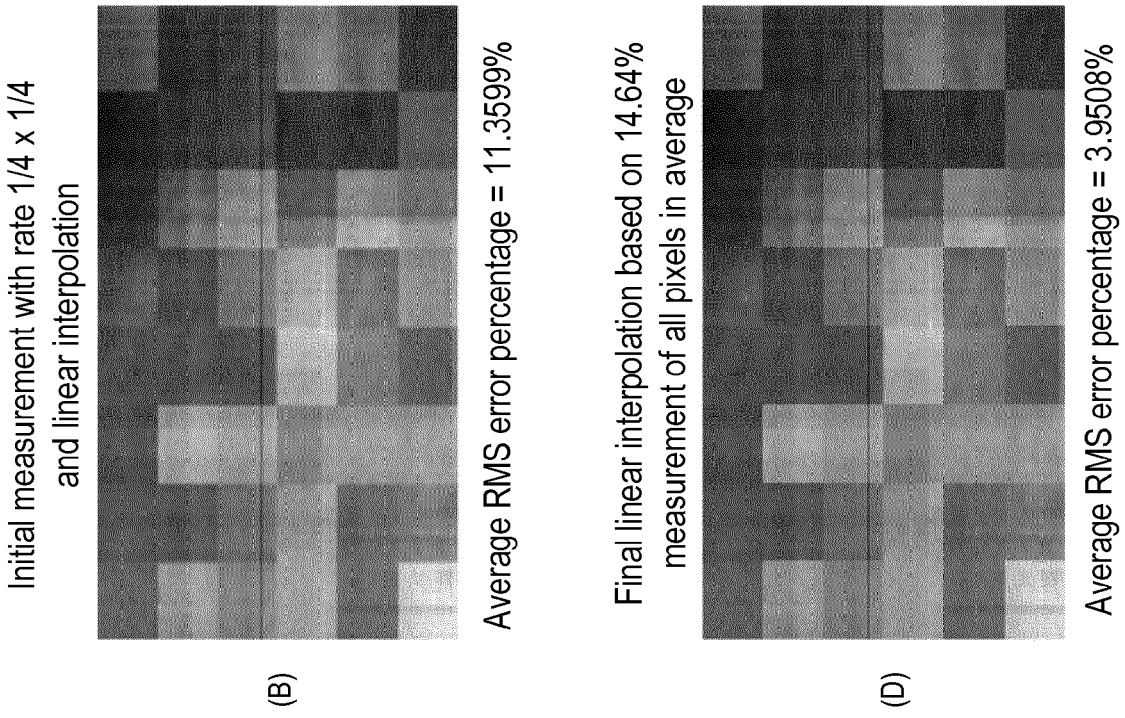 Initial measurement with rate 1/4 x 1/4
and linear interpolation
(B)
Average RMS error percentage = 11.3599%
Final linear interpolation based on 14.64%
measurement of all pixels in average
(D)
Average RMS error percentage = 3.9508%